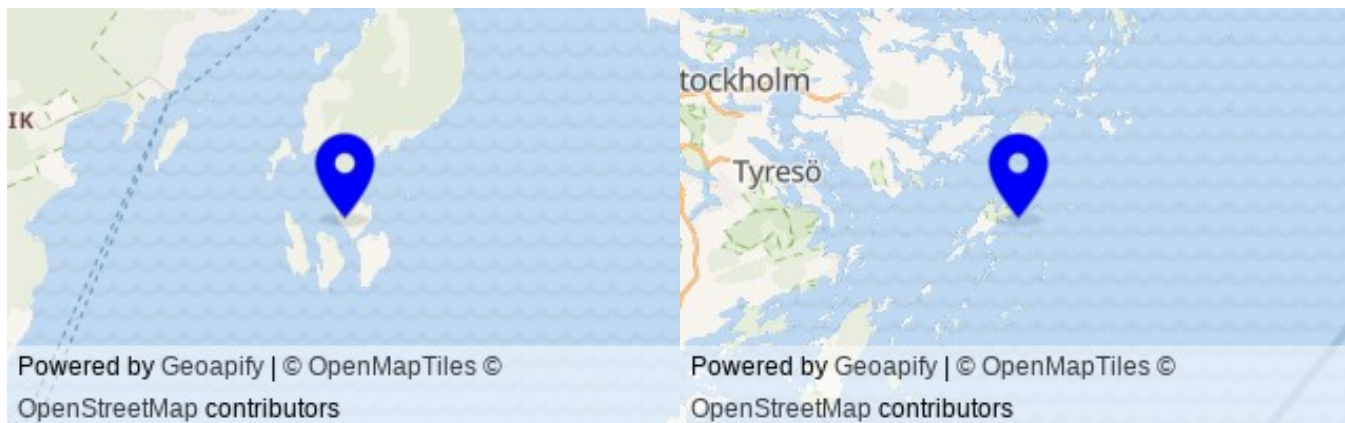 IK
Powered by Geoapify | © OpenMapTiles ©
OpenStreetMap contributors
tockholm
Tyresö
Powered by Geoapify | © OpenMapTiles ©
OpenStreetMap contributors